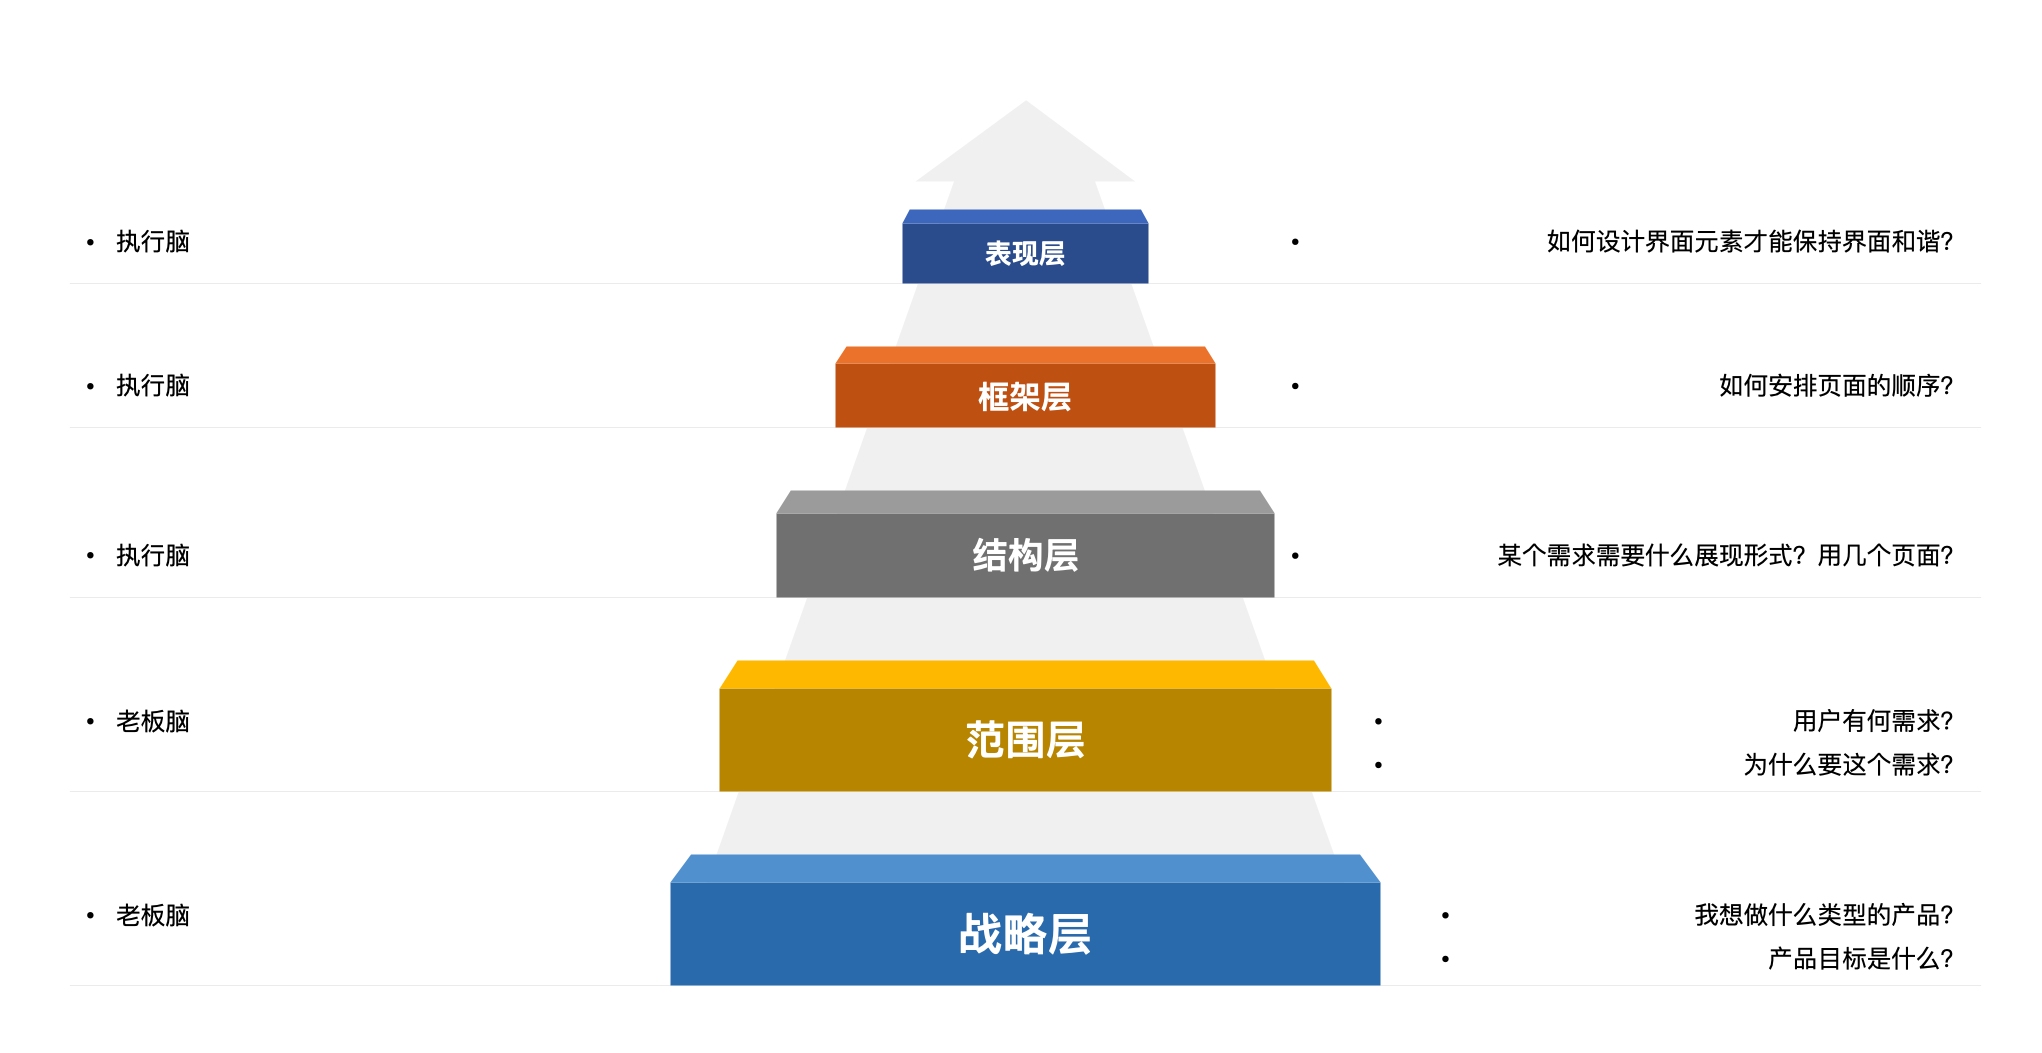 • 执行脑
表现层
• 如何设计界面元素才能保持界面和谐?
• 执行脑
框架层
• 如何安排页面的顺序?
• 执行脑
结构层
• 某个需求需要什么展现形式? 用几个页面?
• 老板脑
范围层
• 用户有何需求?
• 为什么要这个需求?
• 老板脑
战略层
• 我想做什么类型的产品?
• 产品目标是什么?